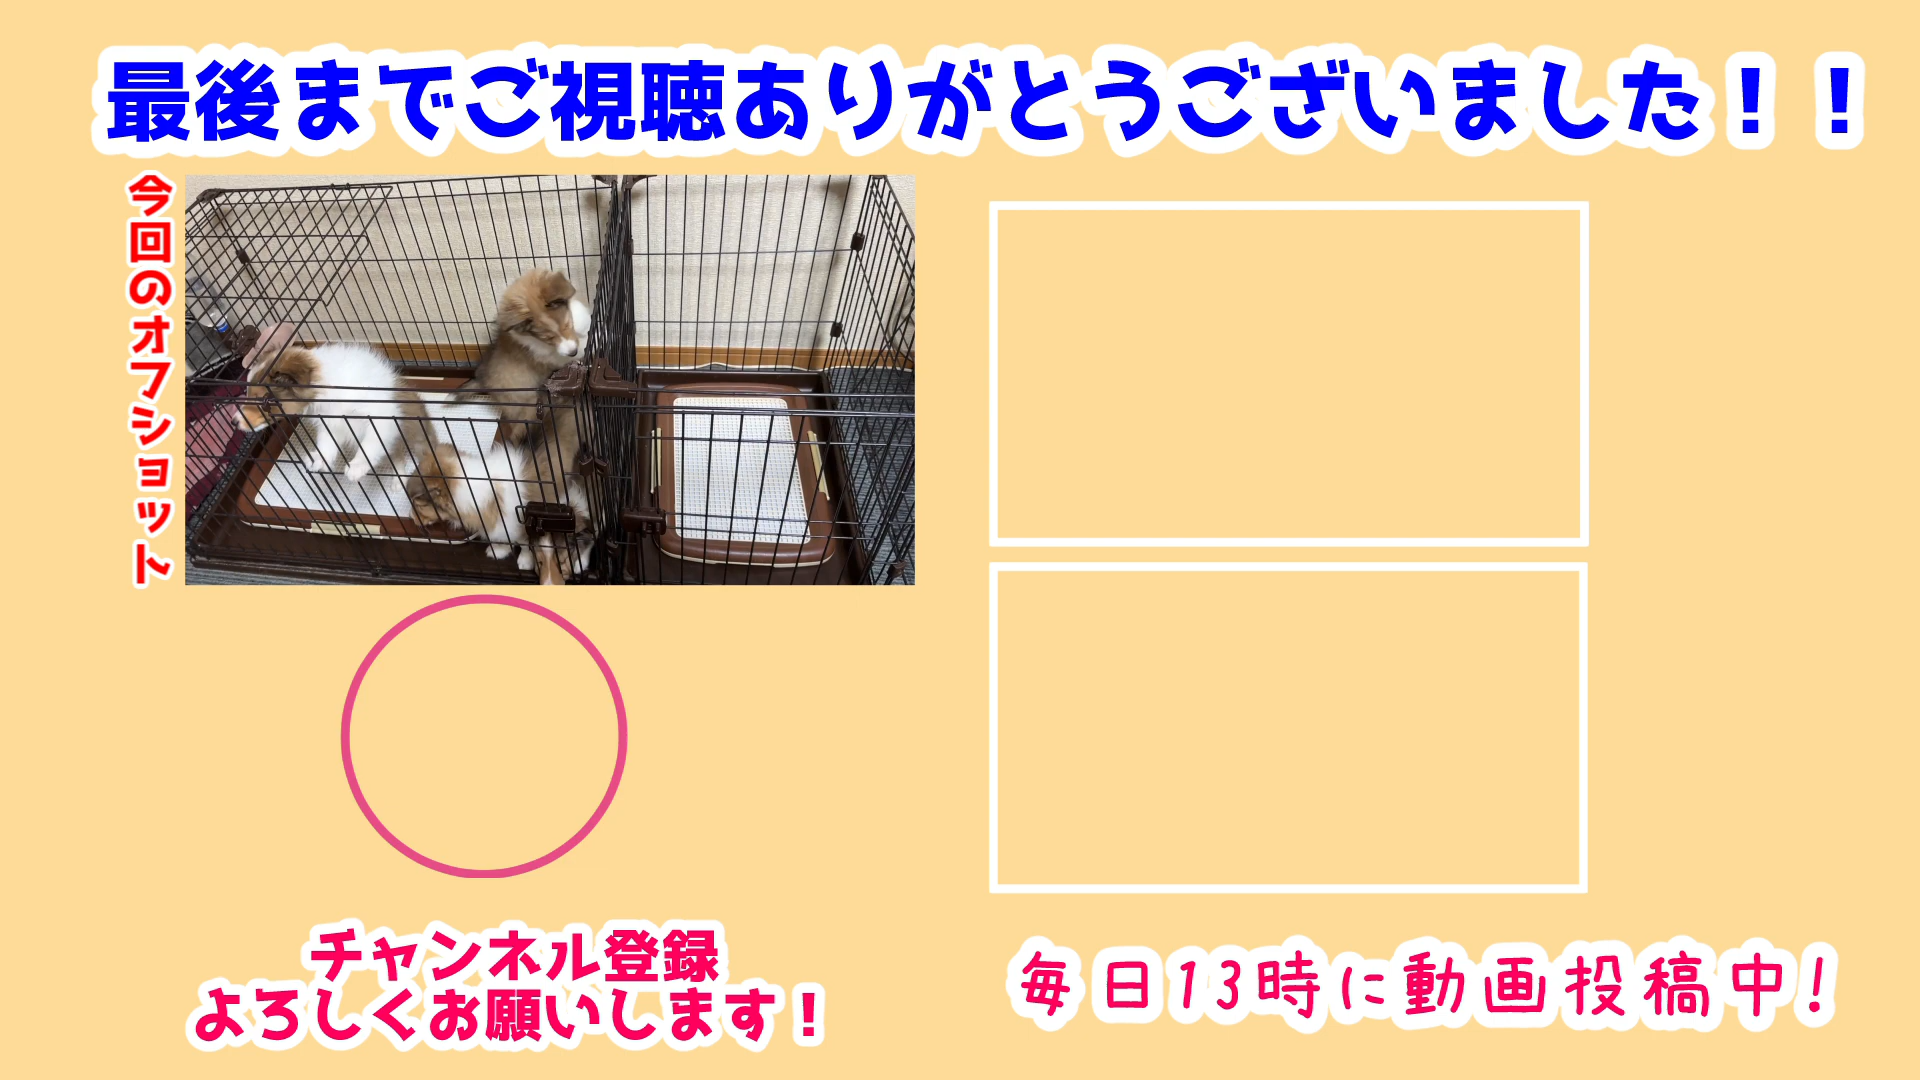 最後までご視聴ありがとうございました！！
今回のオフショット
チャンネル登録
よろしくお願いします！
毎日13時に動画投稿中！